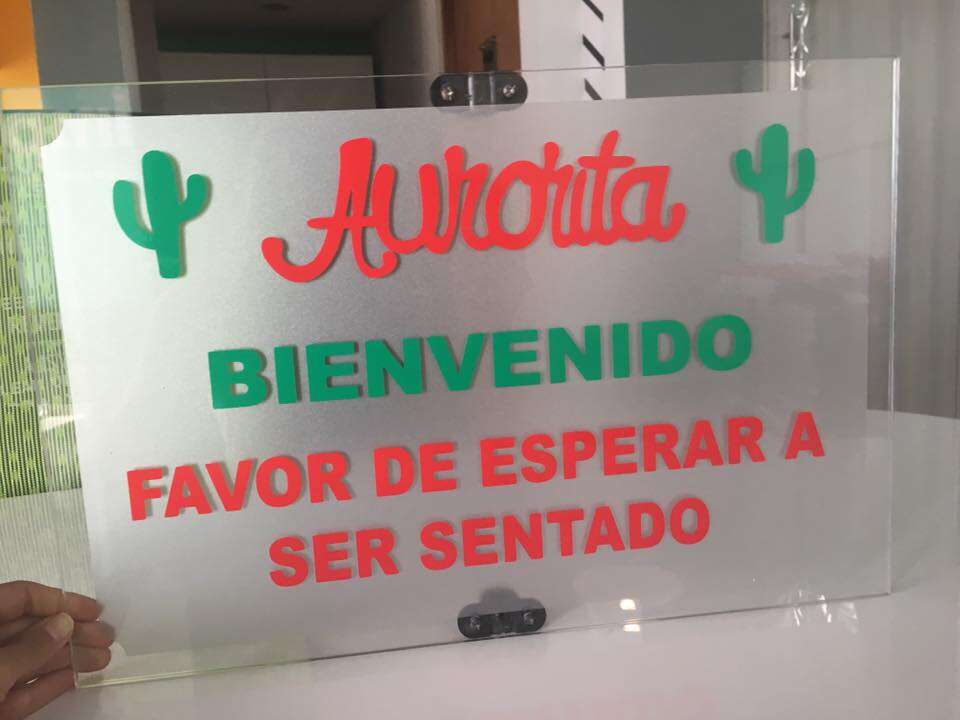 Aurorita
BIENVENIDO
FAVOR DE ESPERAR A
SER SENTADO